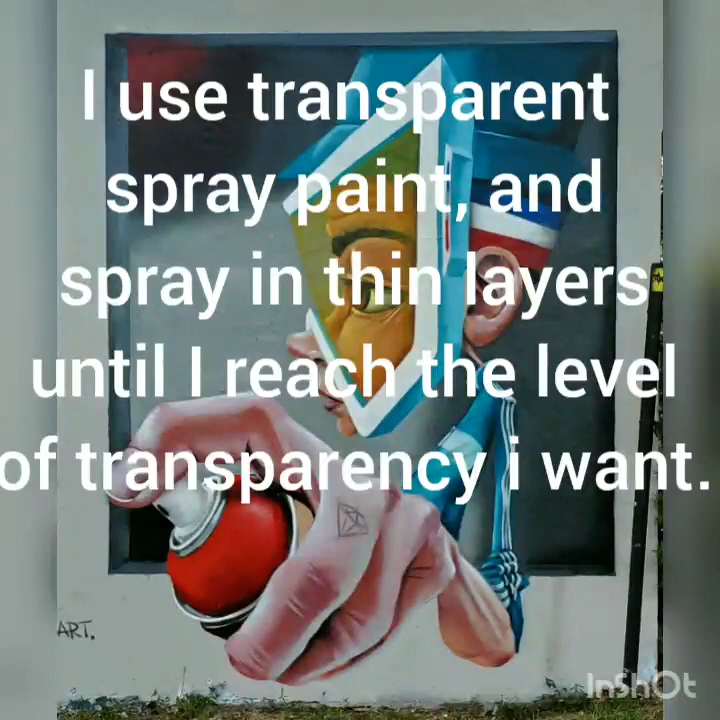 I use transparent
spray paint, and
spray in thin layers
until I reach the level
of transparency i want.
ART.
InShOt